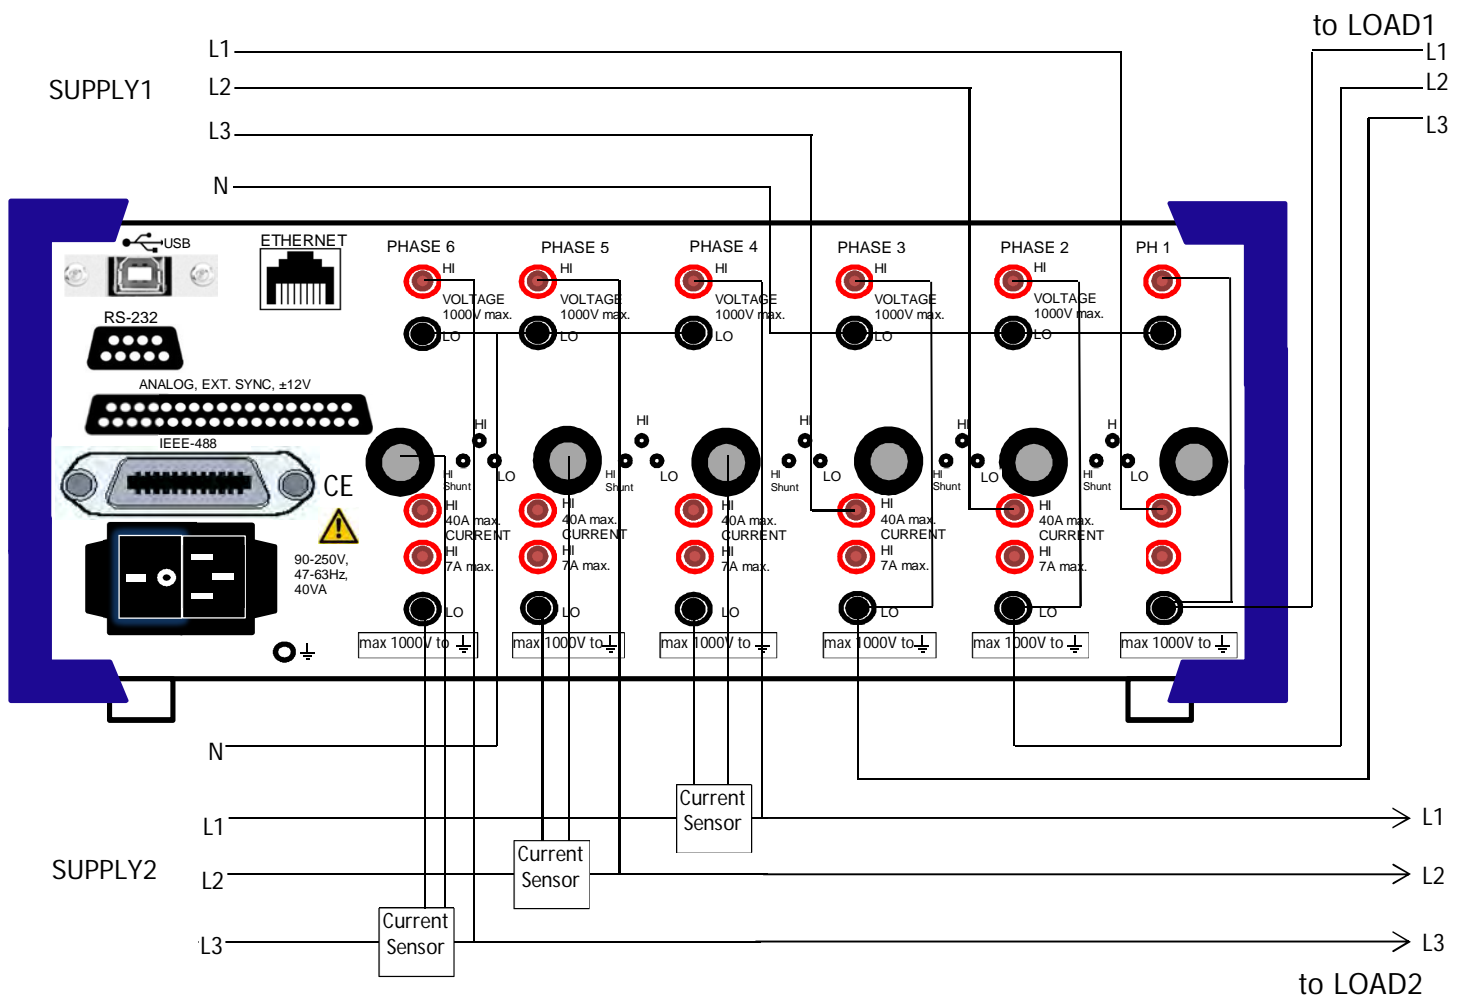 to LOAD1
L1
L1
SUPPLY1
L2
L2
L3
L3
N
USB
ETHERNET
PHASE 6
PHASE 5
PHASE 4
PHASE 3
PHASE 2
PH 1
HI
HI
HI
HI
HI
VOLTAGE
1000V max.
VOLTAGE
1000V max.
VOLTAGE
1000V max.
VOLTAGE
1000V max.
VOLTAGE
1000V max.
RS-232
LO
LO
LO
LO
LO
ANALOG, EXT. SYNC, ±12V
IEEE-488
HI
HI
HI
HI
H
HI
Shunt
LO
HI
Shunt
LO
HI
Shunt
LO
HI
Shunt
LO
HI
Shunt
LO
CE
90-250V,
47-63Hz,
40VA
HI
40A max.
CURRENT
HI
7A max.
HI
40A max.
CURRENT
HI
7A max.
HI
40A max.
CURRENT
HI
7A max.
HI
40A max.
CURRENT
HI
7A max.
HI
40A max.
CURRENT
HI
7A max.
LO
LO
LO
LO
LO
max 1000V to
max 1000V to
max 1000V to
max 1000V to
max 1000V to
max 1000V to
N
Current
Sensor
L1
L1
SUPPLY2
Current
Sensor
L2
L2
Current
Sensor
L3
L3
to LOAD2